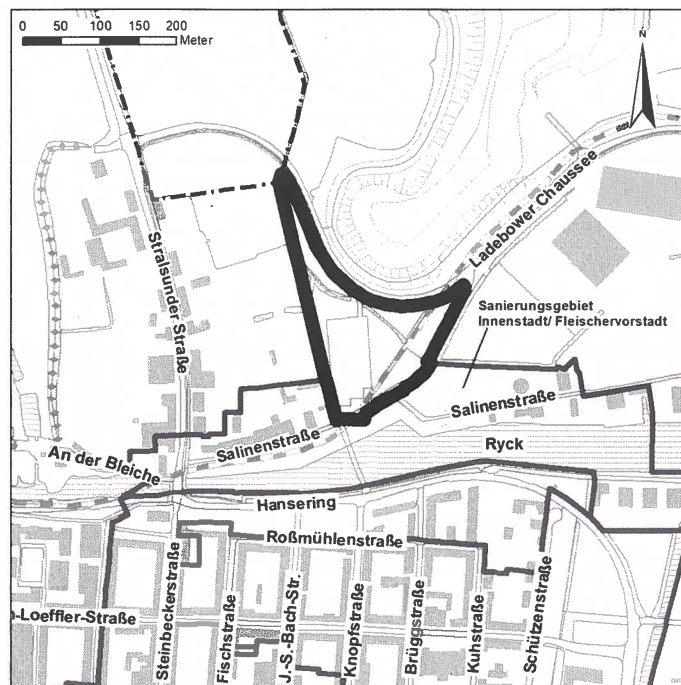 0 50 100 150 200
Meter
N
Ladebower Chaussee
Stralsunder Straße
Sanierungsgebiet
Innenstadt/ Fleischervorstadt
Salinenstraße
Salinenstraße
An der Bleiche
Ryck
Hansering
Roßmühlenstraße
n-Loeffler-Straße
Steinbeckerstraße
Fischstraße
J.-S.-Bach-Str.
Knopfstraße
Brüggstraße
Kuhstraße
Schützenstraße